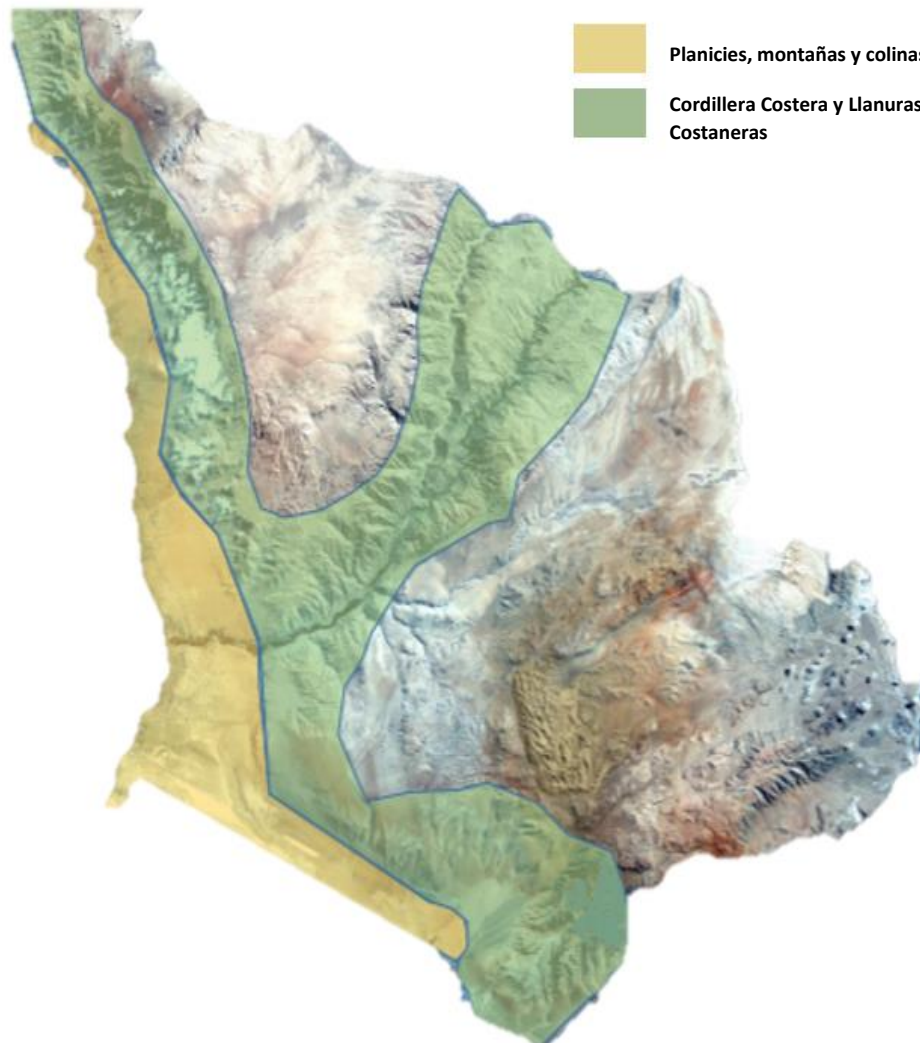 Planicies, montañas y colinas
Cordillera Costera y Llanuras
Costaneras